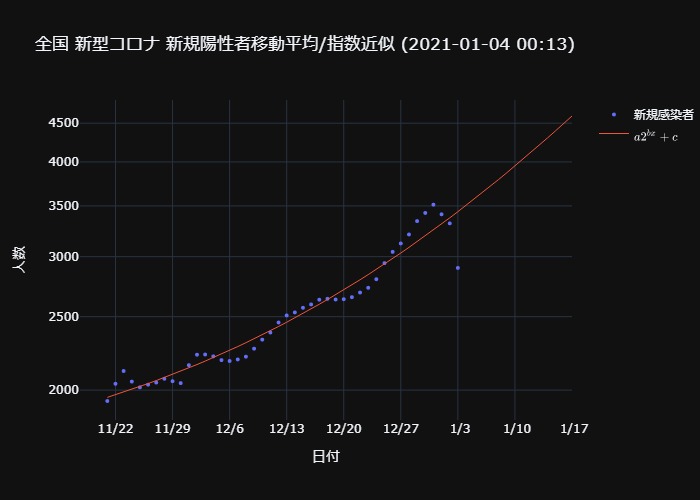 全国 新型コロナ 新規陽性者移動平均/指数近似 (2021-01-04 00:13)
新規感染者
a2^{bx} + c
4500
4000
3500
3000
2500
2000
人数
11/22 11/29 12/6 12/13 12/20 12/27 1/3 1/10 1/17
日付